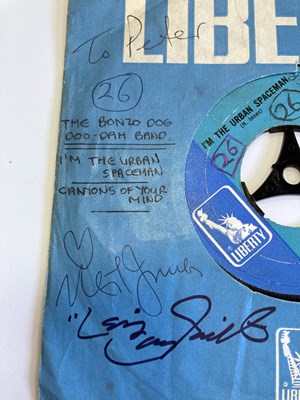 LIBE
To Peter
26
THE BONZO DOG
DOO-DAH BAND
I'M THE URBAN
SPACEMAN
CANYONS OF YOUR
MIND
I'M THE URBAN SPACEMAN
26
26
LIBERTY
LIBERTY